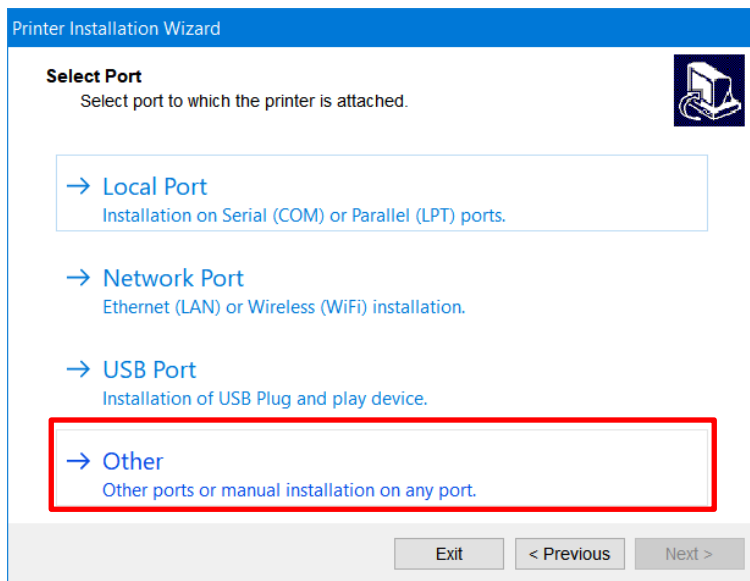 Printer Installation Wizard
Select Port
Select port to which the printer is attached.
Local Port
Installation on Serial (COM) or Parallel (LPT) ports.
Network Port
Ethernet (LAN) or Wireless (WiFi) installation.
USB Port
Installation of USB Plug and play device.
Other
Other ports or manual installation on any port.
Exit < Previous Next >